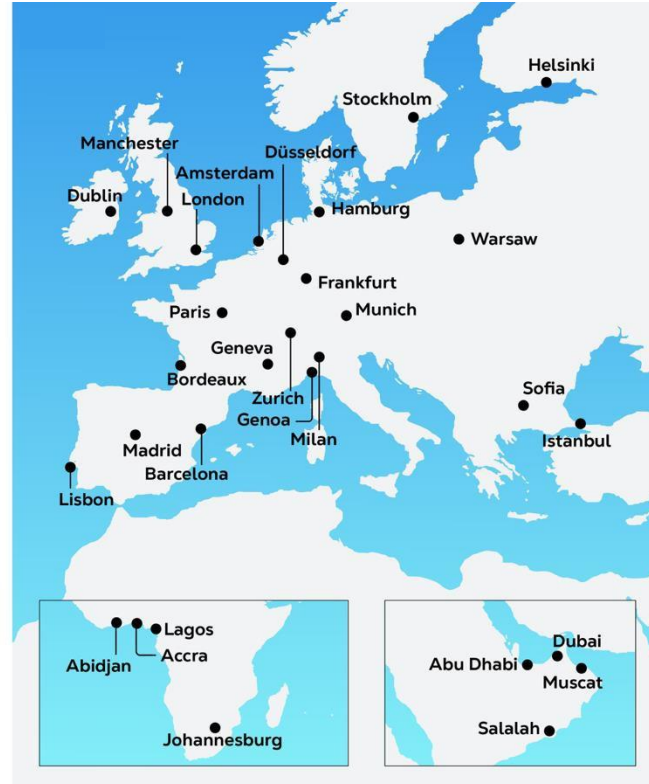 Helsinki
Stockholm
Manchester
Düsseldorf
Amsterdam
Dublin
London
Hamburg
Warsaw
Frankfurt
Paris
Munich
Geneva
Bordeaux
Zurich
Sofia
Genoa
Milan
Istanbul
Madrid
Barcelona
Lisbon
Lagos
Accra
Abidjan
Johannesburg
Dubai
Abu Dhabi
Muscat
Salalah